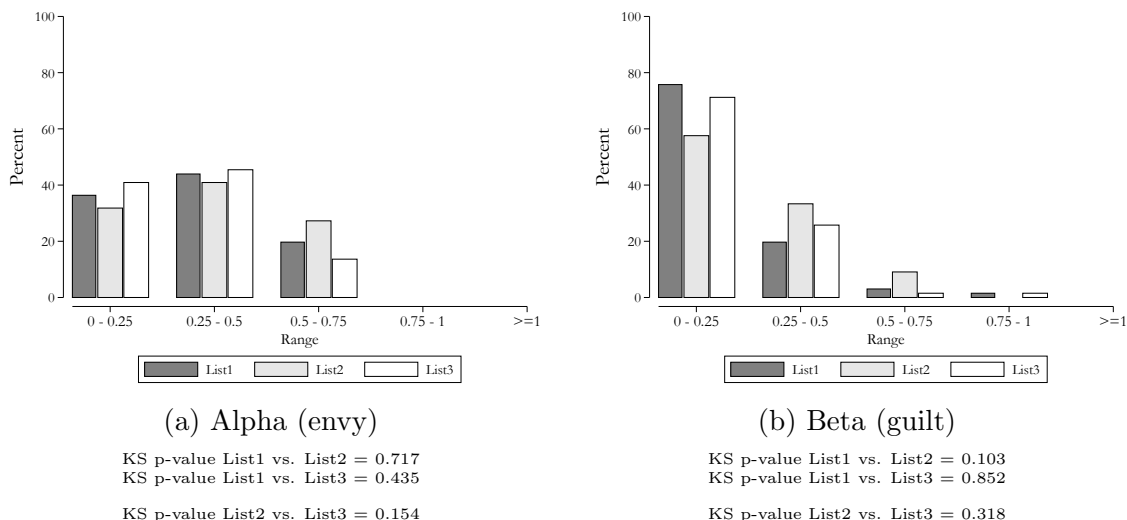 100
80
60
40
20
0
Percent
0 - 0.25
0.25 - 0.5
0.5 - 0.75
0.75 - 1
>=1
Range
List1 List2 List3
(a) Alpha (envy)
KS p-value List1 vs. List2 = 0.717
KS p-value List1 vs. List3 = 0.435
KS p-value List2 vs. List3 = 0.154
100
80
60
40
20
0
Percent
0 - 0.25
0.25 - 0.5
0.5 - 0.75
0.75 - 1
>=1
Range
List1 List2 List3
(b) Beta (guilt)
KS p-value List1 vs. List2 = 0.103
KS p-value List1 vs. List3 = 0.852
KS p-value List2 vs. List3 = 0.318